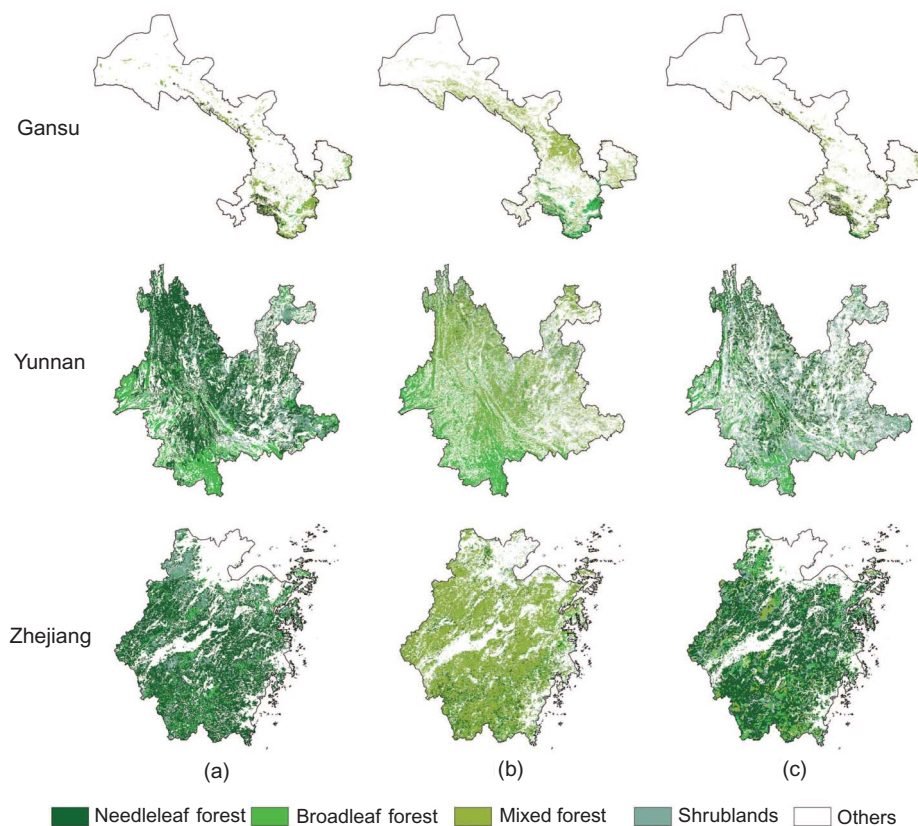 Gansu
Yunnan
Zhejiang
(a) (b) (c)
Needleleaf forest Broadleaf forest Mixed forest Shrublands Others